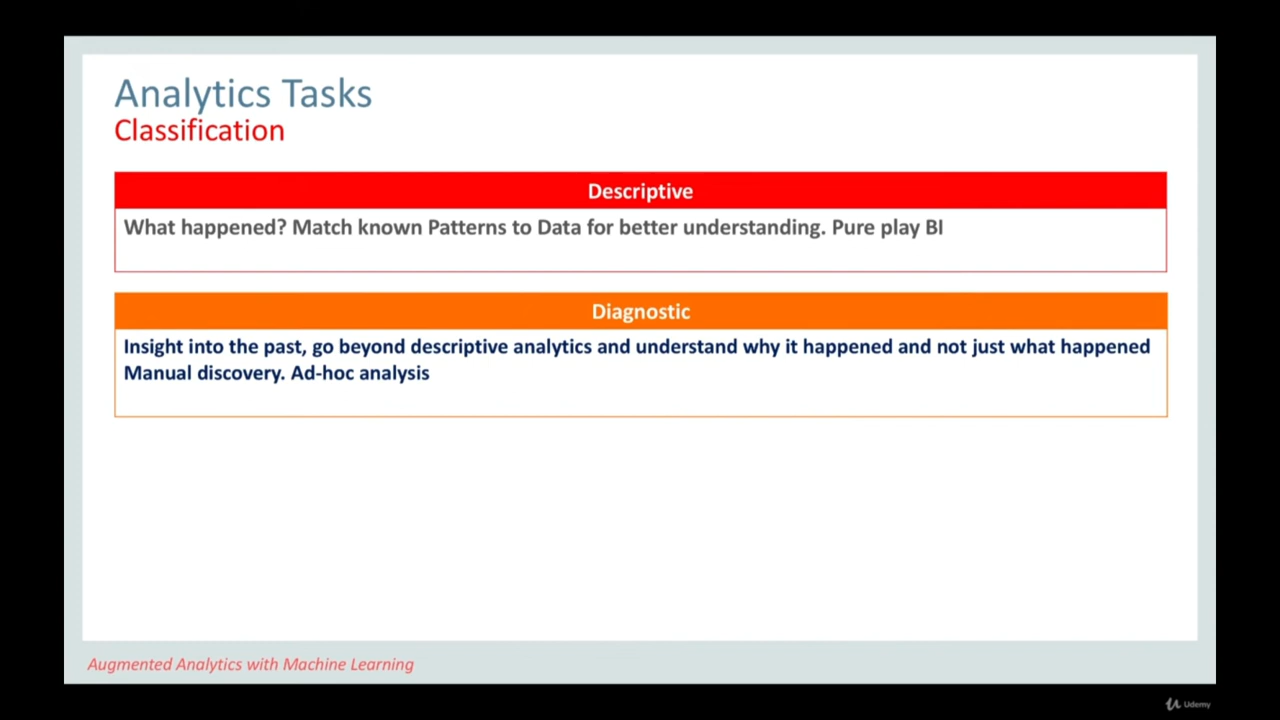 Analytics Tasks
Classification
Descriptive
What happened? Match known Patterns to Data for better understanding. Pure play BI
Diagnostic
Insight into the past, go beyond descriptive analytics and understand why it happened and not just what happened
Manual discovery. Ad-hoc analysis
Augmented Analytics with Machine Learning
Udemy